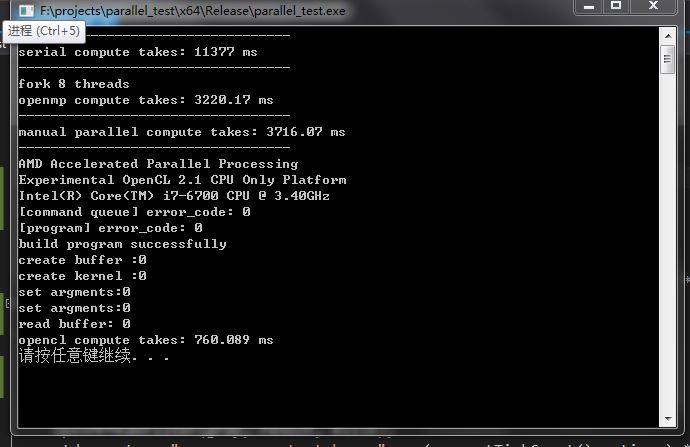 F:\projects\parallel_test\x64\Release\parallel_test.exe
进程 (Ctrl+5)
----------------------------------
serial compute takes: 11377 ms
----------------------------------
fork 8 threads
openmp compute takes: 3220.17 ms
----------------------------------
manual parallel compute takes: 3716.07 ms
----------------------------------
AMD Accelerated Parallel Processing
Experimental OpenCL 2.1 CPU Only Platform
Intel(R) Core(TM) i7-6700 CPU @ 3.40GHz
[command queue] error_code: 0
[program] error_code: 0
build program successfully
create buffer :0
create kernel :0
set argments:0
set argments:0
read buffer: 0
opencl compute takes: 760.089 ms
请按任意键继续. . .